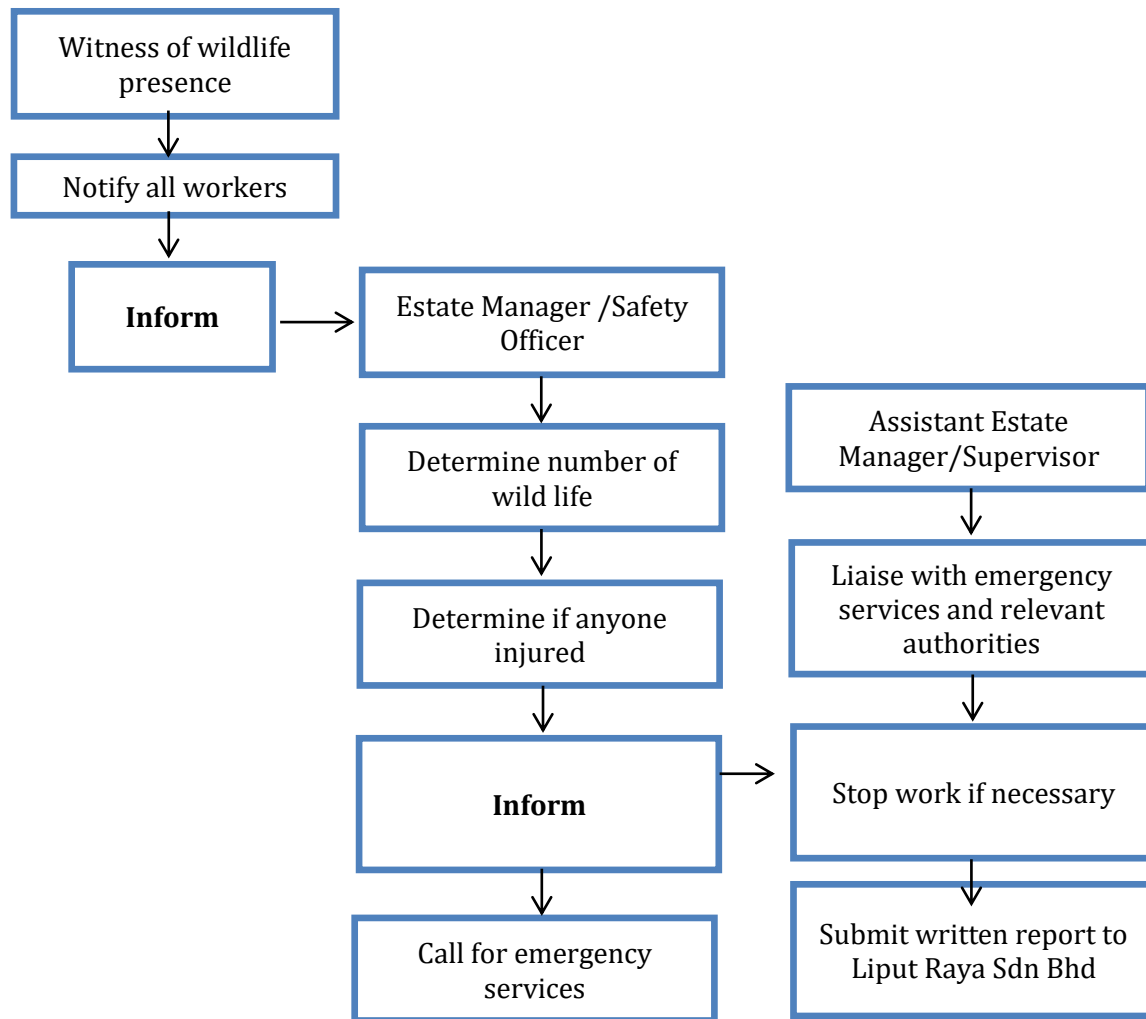 Witness of wildlife
presence
Notify all workers
Inform
Estate Manager /Safety
Officer
Determine number of
wild life
Determine if anyone
injured
Inform
Call for emergency
services
Assistant Estate
Manager/Supervisor
Liaise with emergency
services and relevant
authorities
Stop work if necessary
Submit written report to
Liput Raya Sdn Bhd